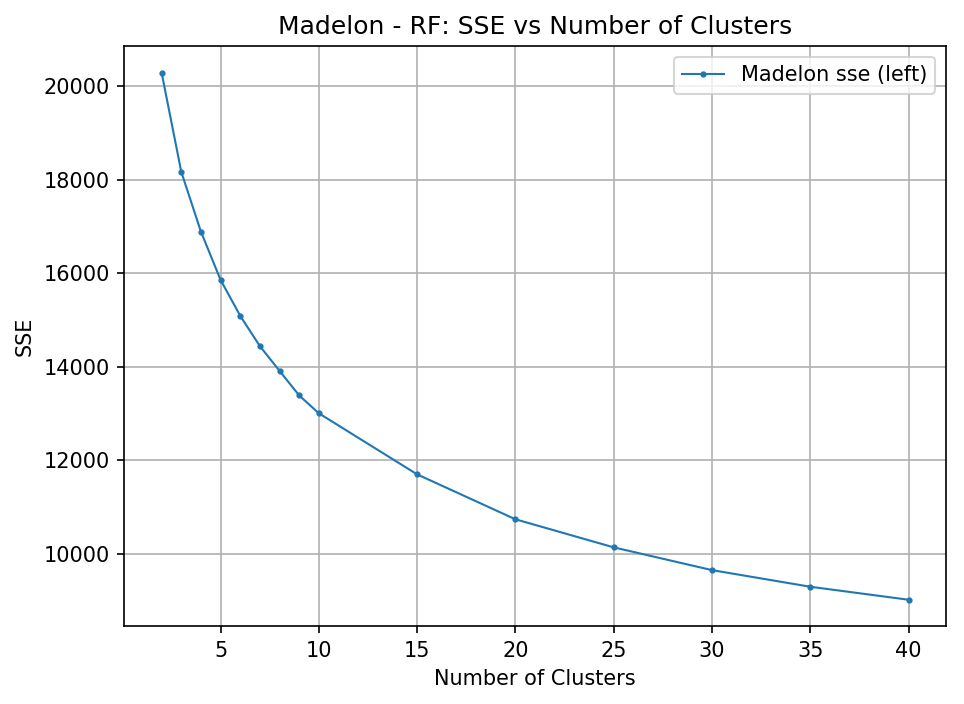 Madelon - RF: SSE vs Number of Clusters
Madelon sse (left)
20000
18000
16000
14000
12000
10000
SSE
5 10 15 20 25 30 35 40
Number of Clusters